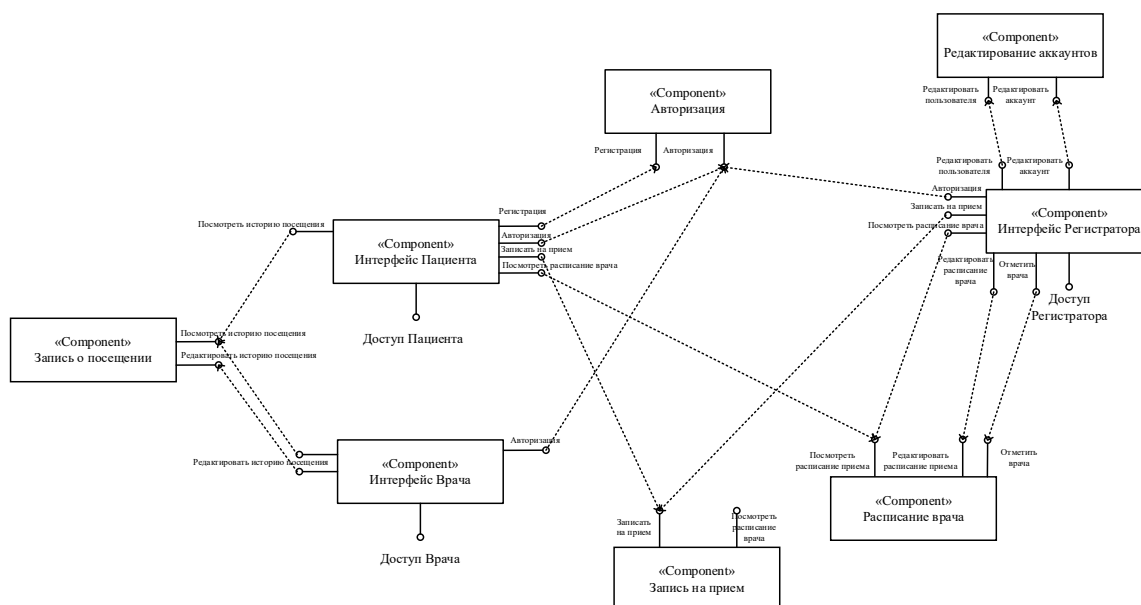 «Component»
Редактирование аккаунтов
Редактировать
пользователя
Редактировать
аккаунт
«Component»
Авторизация
Регистрация
Авторизация
Редактировать
пользователя
Редактировать
аккаунт
Авторизация
Записать на прием
Посмотреть расписание врача
«Component»
Интерфейс Регистратора
Редактировать
расписание
врача
Отметить
врача
Доступ
Регистратора
Посмотреть историю посещения
«Component»
Интерфейс Пациента
Регистрация
Авторизация
Записать на прием
Посмотреть расписание врача
Доступ Пациента
«Component»
Запись о посещении
Посмотреть историю посещения
Редактировать историю посещения
Редактировать историю посещения
«Component»
Интерфейс Врача
Авторизация
Доступ Врача
Посмотреть
расписание приема
Редактировать
расписание приема
Отметить
врача
«Component»
Расписание врача
Записать
на прием
Посмотреть
расписание
врача
«Component»
Запись на прием